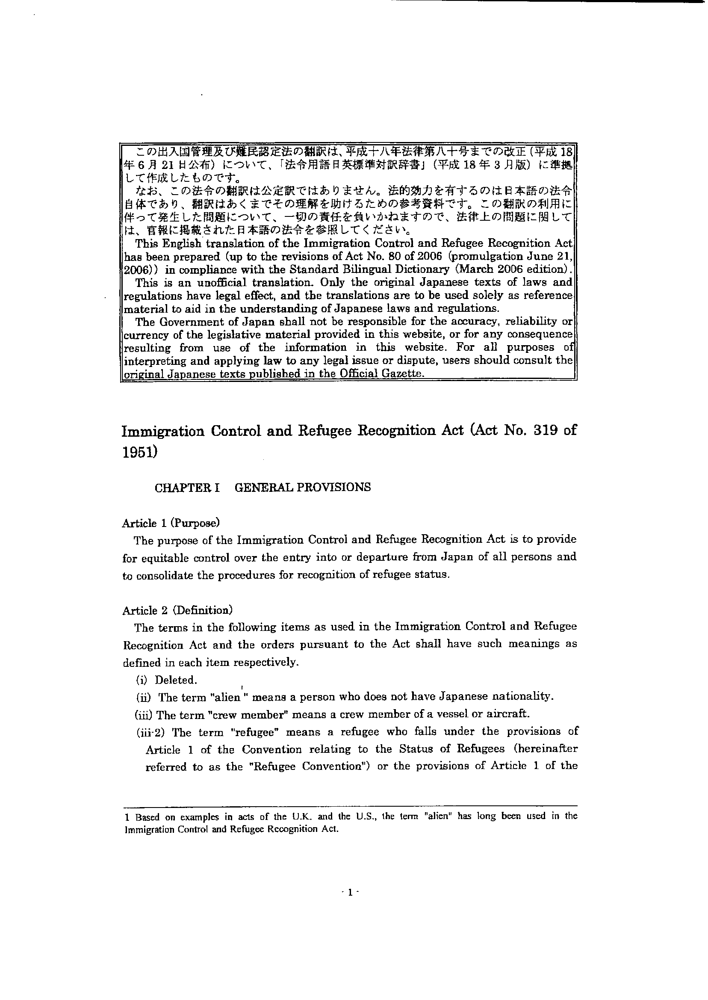 この出入国管理及び難民認定法の翻訳は、平成十八年法律第八十号までの改正（平成 18
年 6 月 21 日公布）について、「法令用語日英標準対訳辞書」（平成 18 年 3 月版）に準拠
して作成したものです。
なお、この法令の翻訳は公定訳ではありません。法的効力を有するのは日本語の法令
自体であり、翻訳はあくまでその理解を助けるための参考資料です。この翻訳の利用に
伴って発生した問題について、一切の責任を負いかねますので、法律上の問題に関して
は、官報に掲載された日本語の法令を参照してください。
This English translation of the Immigration Control and Refugee Recognition Act
has been prepared (up to the revisions of Act No. 80 of 2006 (promulgation June 21,
2006)) in compliance with the Standard Bilingual Dictionary (March 2006 edition).
This is an unofficial translation. Only the original Japanese texts of laws and
regulations have legal effect, and the translations are to be used solely as reference
material to aid in the understanding of Japanese laws and regulations.
The Government of Japan shall not be responsible for the accuracy, reliability or
currency of the legislative material provided in this website, or for any consequence
resulting from use of the information in this website. For all purposes of
interpreting and applying law to any legal issue or dispute, users should consult the
original Japanese texts published in the Official Gazette.
Immigration Control and Refugee Recognition Act (Act No. 319 of
1951)
CHAPTER I GENERAL PROVISIONS
Article 1 (Purpose)
The purpose of the Immigration Control and Refugee Recognition Act is to provide
for equitable control over the entry into or departure from Japan of all persons and
to consolidate the procedures for recognition of refugee status.
Article 2 (Definition)
The terms in the following items as used in the Immigration Control and Refugee
Recognition Act and the orders pursuant to the Act shall have such meanings as
defined in each item respectively.
(i) Deleted.
(ii) The term "alien 1" means a person who does not have Japanese nationality.
(iii) The term "crew member" means a crew member of a vessel or aircraft.
(iii-2) The term "refugee" means a refugee who falls under the provisions of
Article 1 of the Convention relating to the Status of Refugees (hereinafter
referred to as the "Refugee Convention") or the provisions of Article 1 of the
1 Based on examples in acts of the U.K. and the U.S., the term "alien" has long been used in the
Immigration Control and Refugee Recognition Act.
- 1 -